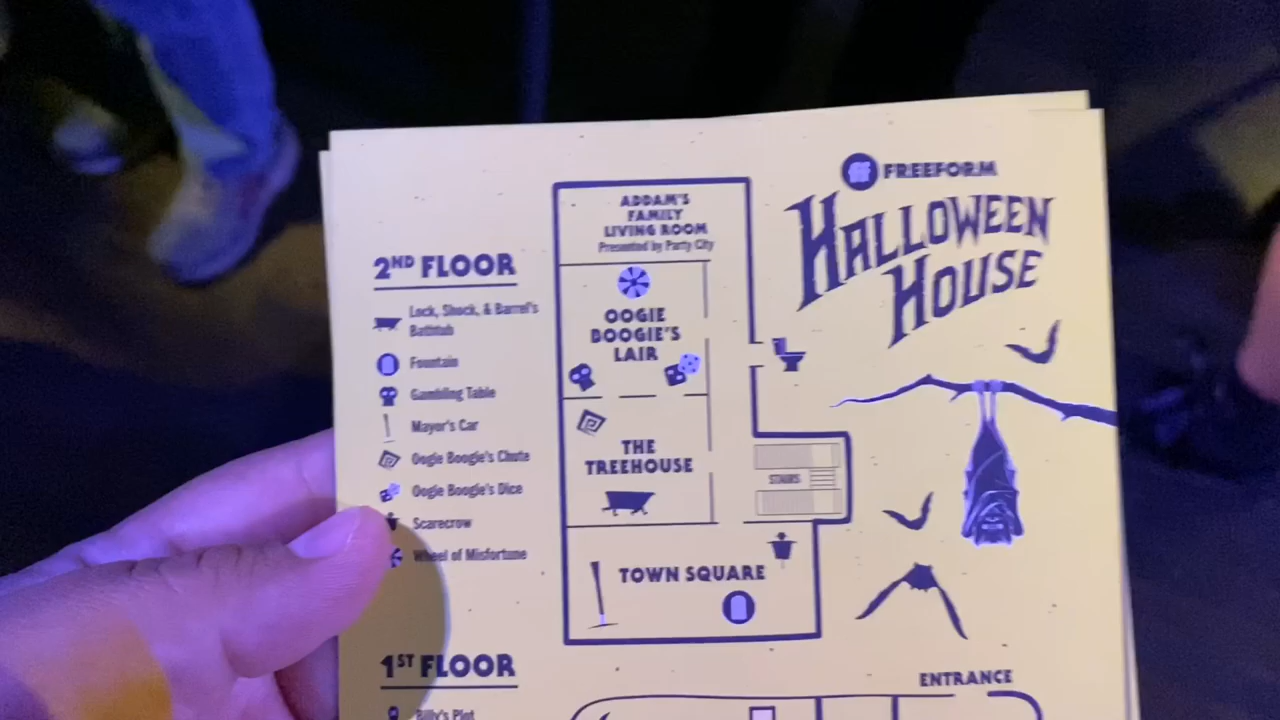 FREEFORM
HALLOWEEN
HOUSE
2ND FLOOR
Lock, Shock, & Barrel's
Bathtub
Fountain
Gambling Table
Mayor's Car
Oogie Boogie's Chute
Oogie Boogie's Dice
Scarecrow
Wheel of Misfortune
ADDAM'S
FAMILY
LIVING ROOM
Presented by Party City
OOGIE
BOOGIE'S
LAIR
THE
TREEHOUSE
STAIRS
TOWN SQUARE
1ST FLOOR
Billy's Plot
ENTRANCE